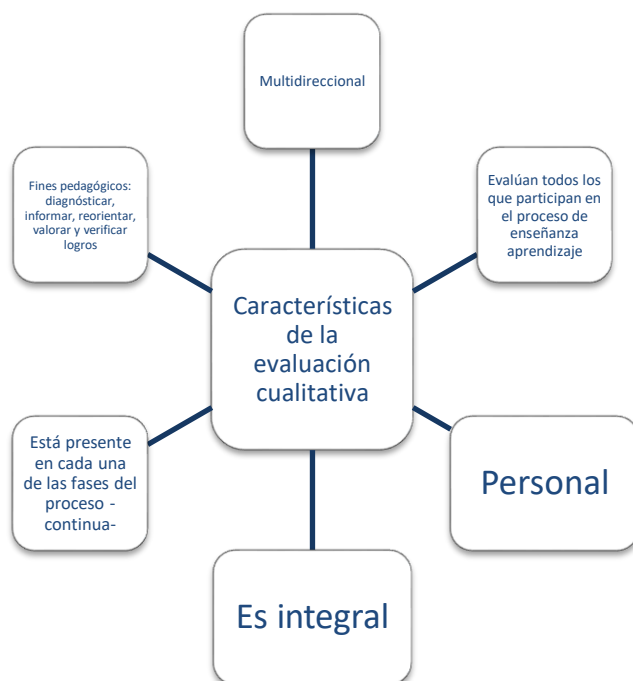 Multidireccional
Fines pedagógicos:
diagnósticar,
informar, reorientar,
valorar y verificar
logros
Evalúan todos los
que participan en
el proceso de
enseñanza
aprendizaje
Características
de la
evaluación
cualitativa
Está presente
en cada una
de las fases del
proceso -
continua-
Personal
Es integral